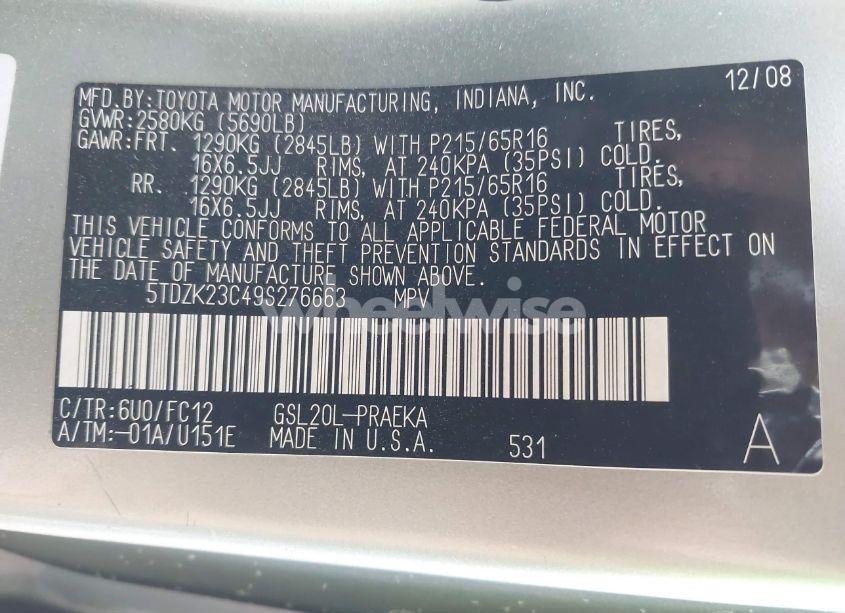 12/08
MFD.BY:TOYOTA MOTOR MANUFACTURING, INDIANA, INC.
GVWR:2580KG (5690LB)
GAWR:FRT. 1290KG (2845LB) WITH P215/65R16 TIRES,
16X6.5JJ RIMS, AT 240KPA (35PSI) COLD.
RR. 1290KG (2845LB) WITH P215/65R16 TIRES,
16X6.5JJ RIMS, AT 240KPA (35PSI) COLD.
THIS VEHICLE CONFORMS TO ALL APPLICABLE FEDERAL MOTOR
VEHICLE SAFETY AND THEFT PREVENTION STANDARDS IN EFFECT ON
THE DATE OF MANUFACTURE SHOWN ABOVE.
5TDZK23C49S276663 MPV
wheelwise
C/TR:6U0/FC12 GSL20L-PRAEKA
A/TM:-01A/U151E MADE IN U.S.A. 531 A